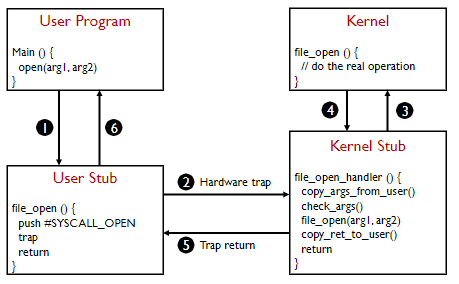 User Program
Main () {
open(arg1, arg2)
}
Kernel
file_open () {
// do the real operation
}
1
6
4
3
User Stub
file_open () {
push #SYSCALL_OPEN
trap
return
}
2 Hardware trap
5 Trap return
Kernel Stub
file_open_handler () {
copy_args_from_user()
check_args()
file_open(arg1, arg2)
copy_ret_to_user()
return
}